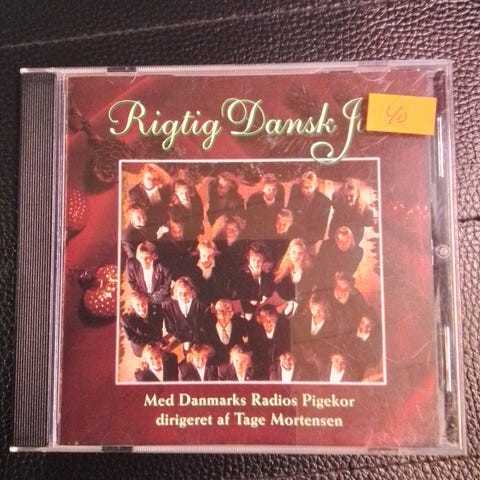 Rigtig Dansk J
40
Med Danmarks Radios Pigekor
dirigeret af Tage Mortensen